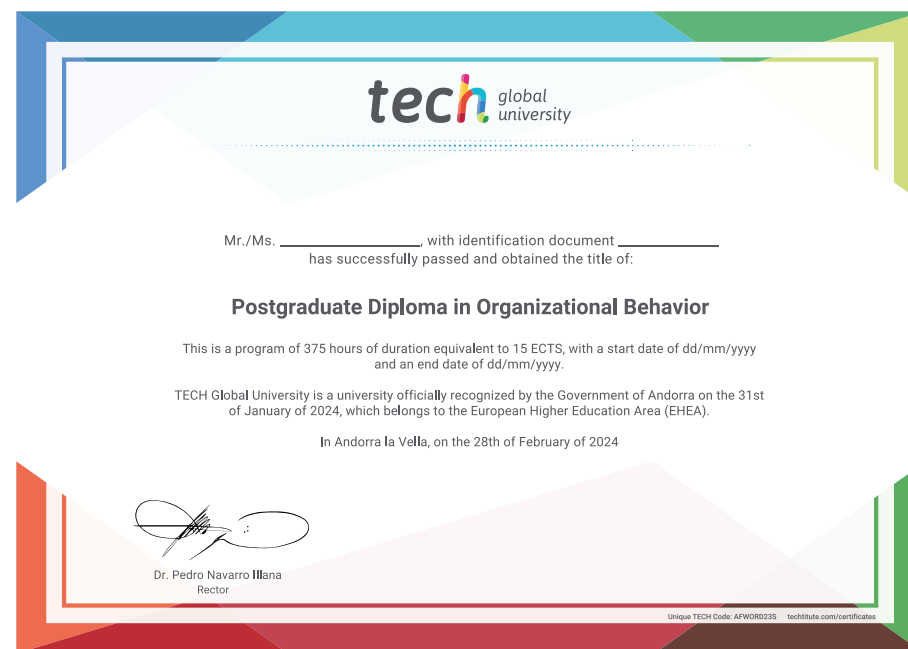 tech global university
Mr./Ms. ____________________, with identification document ______________
has successfully passed and obtained the title of:
Postgraduate Diploma in Organizational Behavior
This is a program of 375 hours of duration equivalent to 15 ECTS, with a start date of dd/mm/yyyy
and an end date of dd/mm/yyyy.
TECH Global University is a university officially recognized by the Government of Andorra on the 31st
of January of 2024, which belongs to the European Higher Education Area (EHEA).
In Andorra la Vella, on the 28th of February of 2024
Dr. Pedro Navarro Illana
Rector
Unique TECH Code: AFWORD23S techtitute.com/certificates